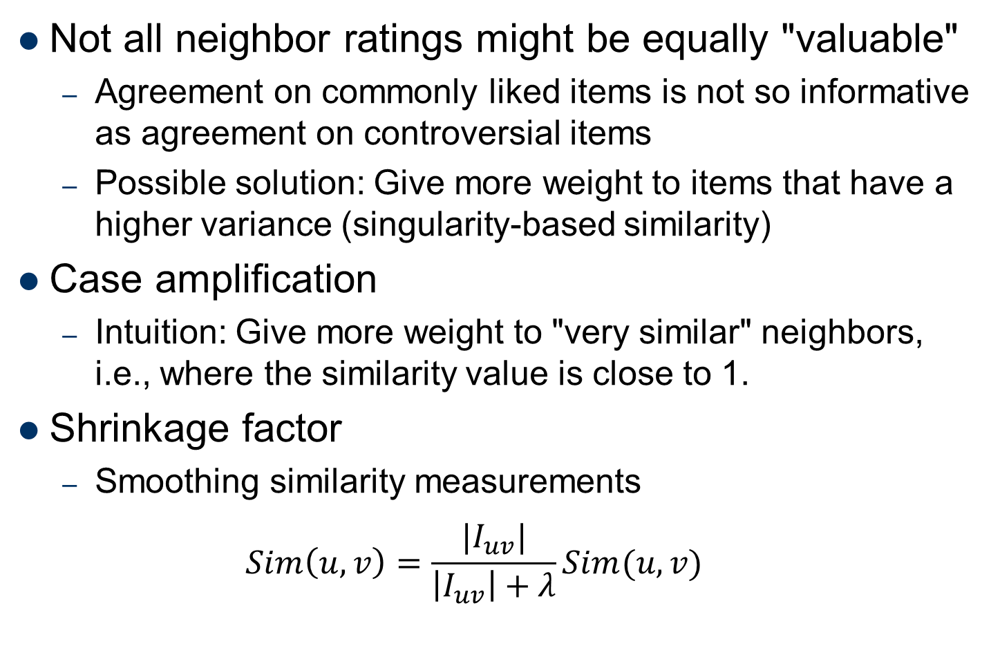 ● Not all neighbor ratings might be equally "valuable"
– Agreement on commonly liked items is not so informative
as agreement on controversial items
– Possible solution: Give more weight to items that have a
higher variance (singularity-based similarity)
● Case amplification
– Intuition: Give more weight to "very similar" neighbors,
i.e., where the similarity value is close to 1.
● Shrinkage factor
– Smoothing similarity measurements
$Sim(u, v) = \frac{|I_{uv}|}{|I_{uv}| + \lambda} Sim(u, v)$